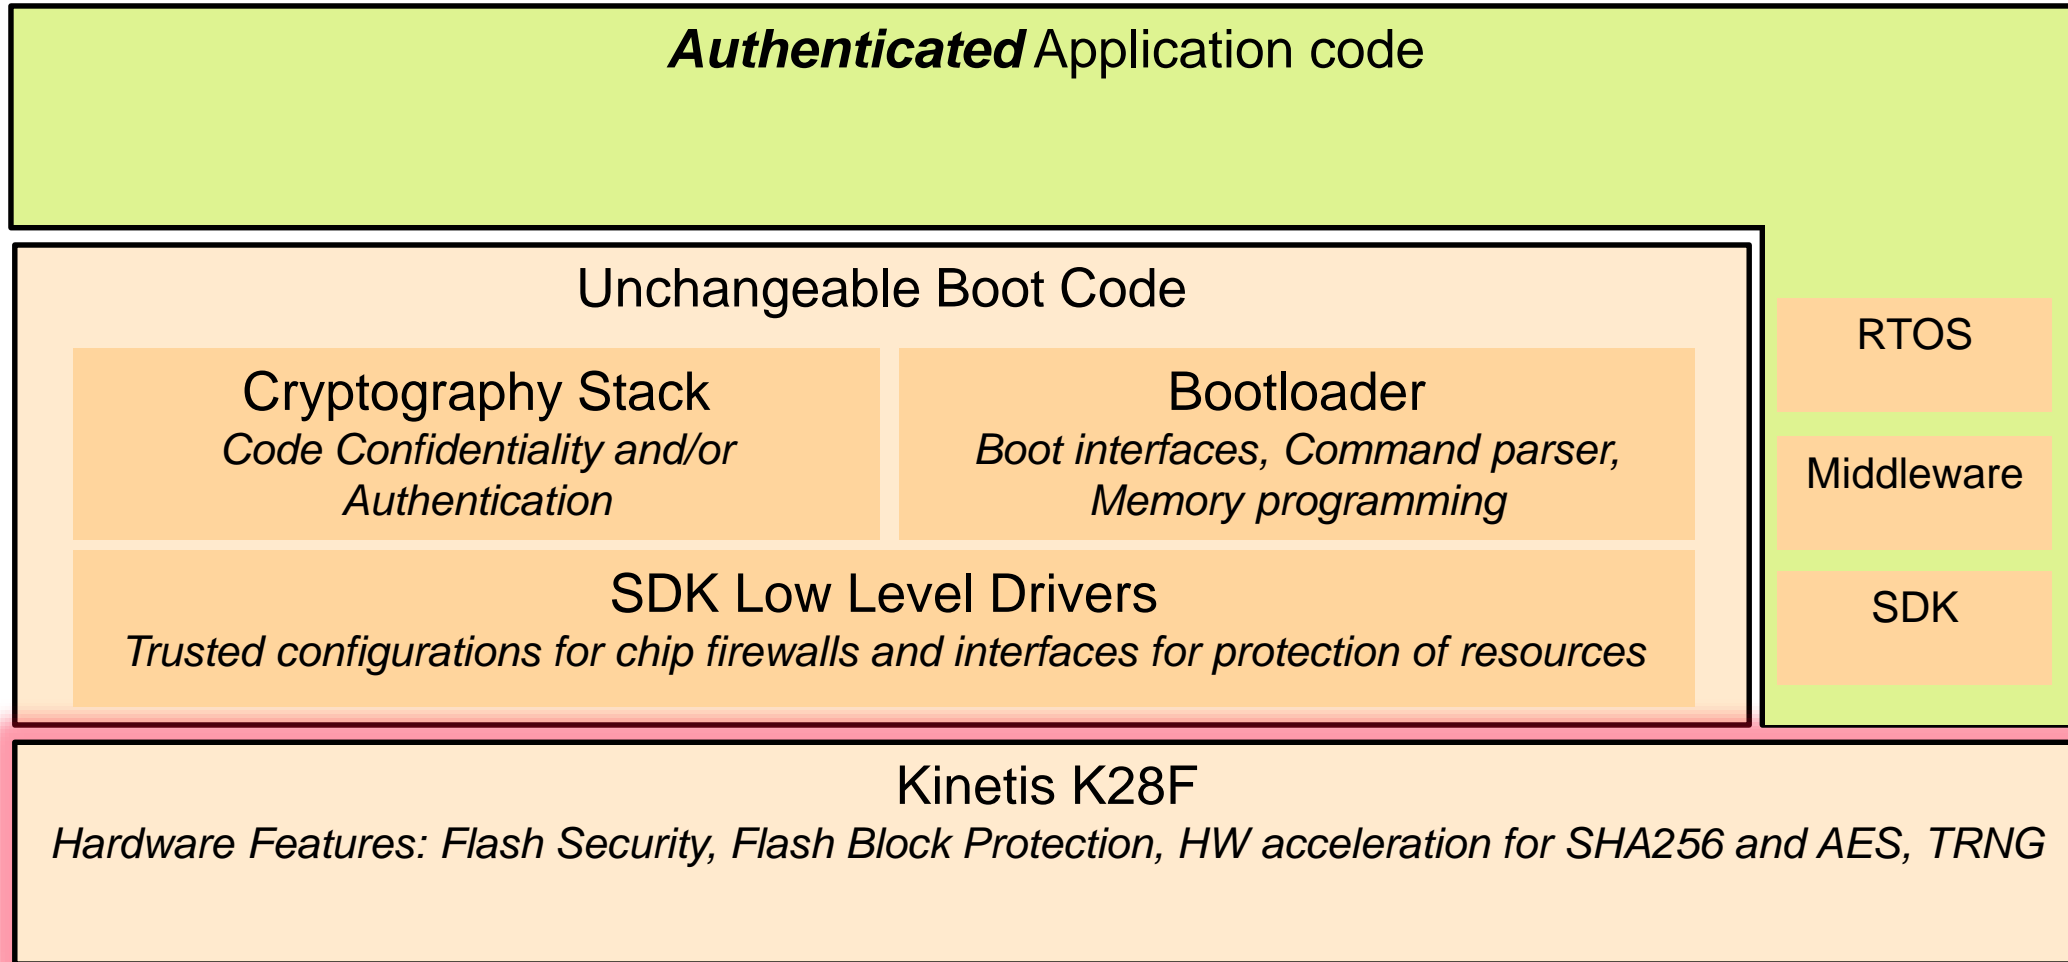 Authenticated Application code
Unchangeable Boot Code
Cryptography Stack
Code Confidentiality and/or
Authentication
Bootloader
Boot interfaces, Command parser,
Memory programming
SDK Low Level Drivers
Trusted configurations for chip firewalls and interfaces for protection of resources
RTOS
Middleware
SDK
Kinetis K28F
Hardware Features: Flash Security, Flash Block Protection, HW acceleration for SHA256 and AES, TRNG